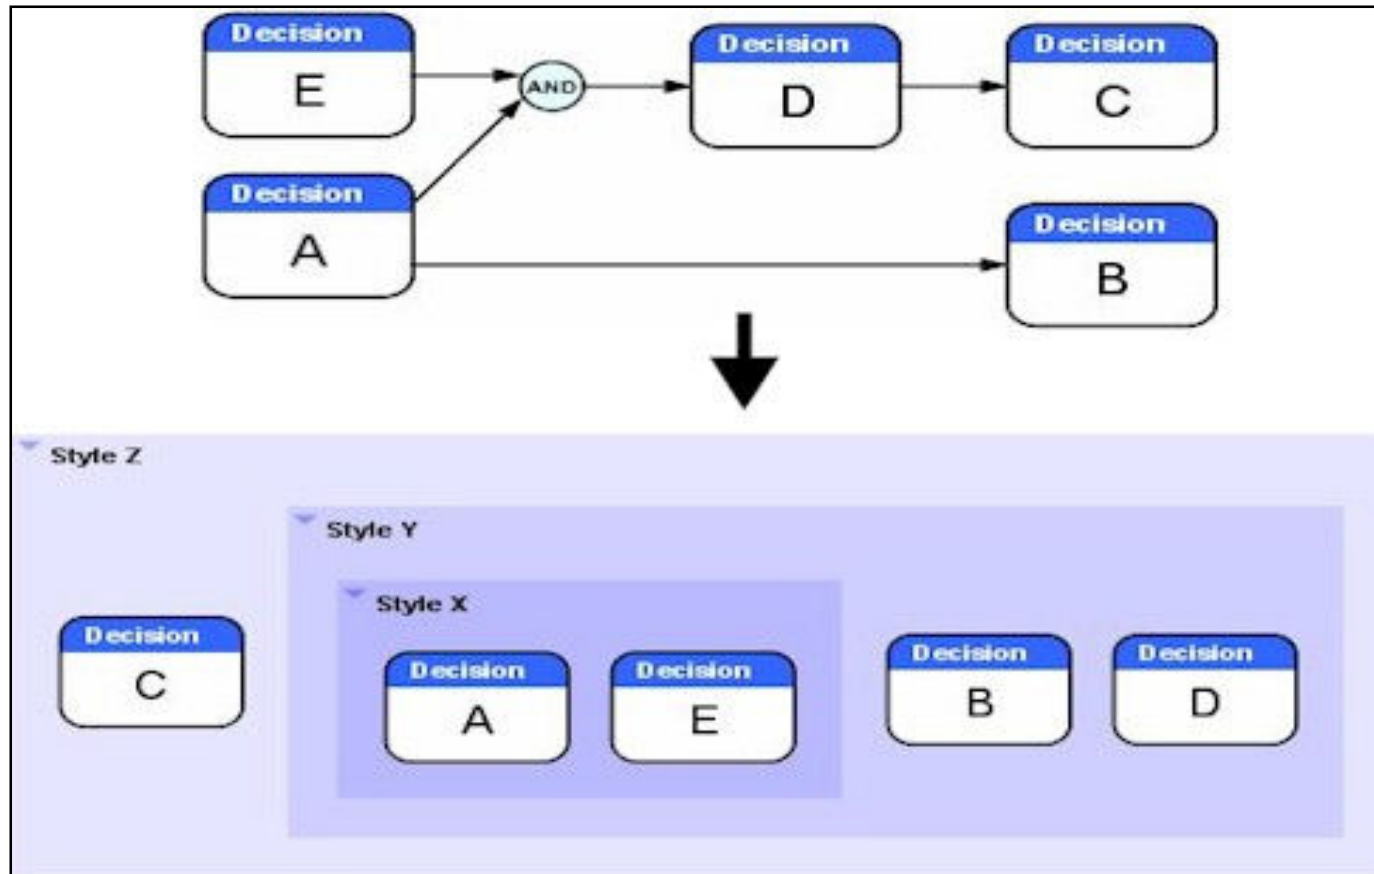 Decision
E
AND
Decision
D
Decision
C
Decision
A
Decision
B
Style Z
Style Y
Style X
Decision
C
Decision
A
Decision
E
Decision
B
Decision
D